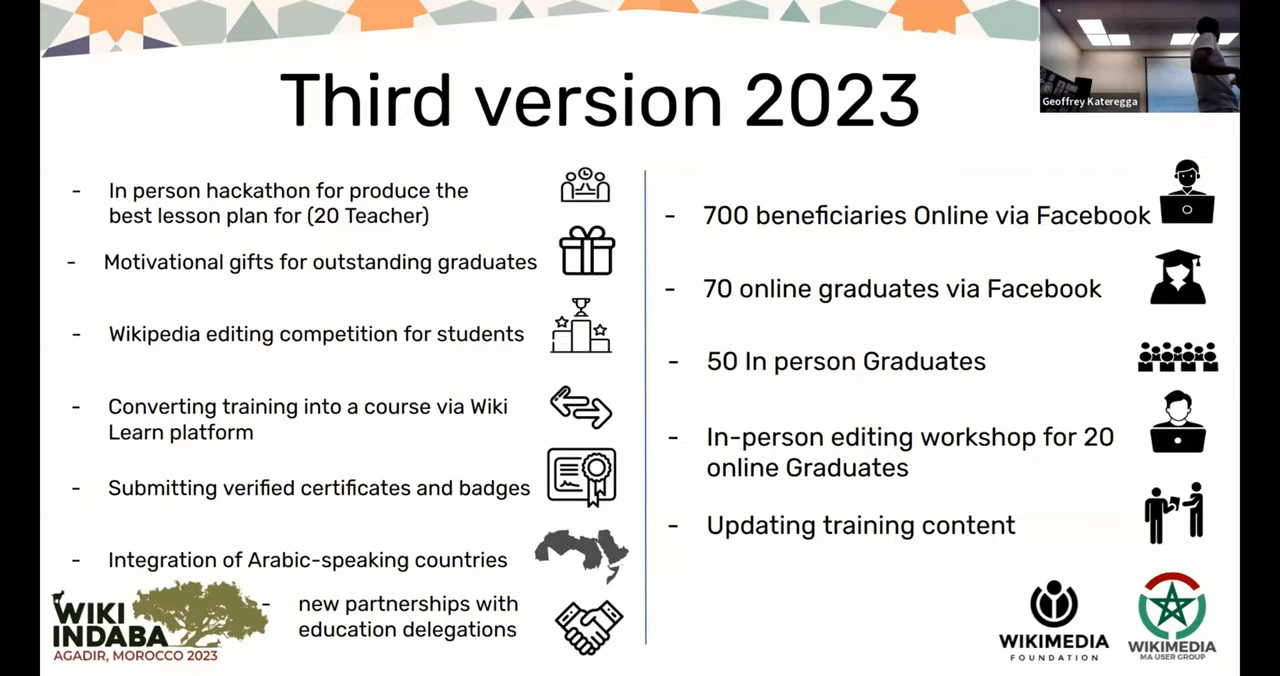 Geoffrey Kateregga
Third version 2023
- In person hackathon for produce the
best lesson plan for (20 Teacher)
- Motivational gifts for outstanding graduates
- Wikipedia editing competition for students
- Converting training into a course via Wiki
Learn platform
- Submitting verified certificates and badges
- Integration of Arabic-speaking countries
- new partnerships with
education delegations
- 700 beneficiaries Online via Facebook
- 70 online graduates via Facebook
- 50 In person Graduates
- In-person editing workshop for 20
online Graduates
- Updating training content
WIKI
INDABA
AGADIR, MOROCCO 2023
WIKIMEDIA
FOUNDATION
WIKIMEDIA
MA USER GROUP